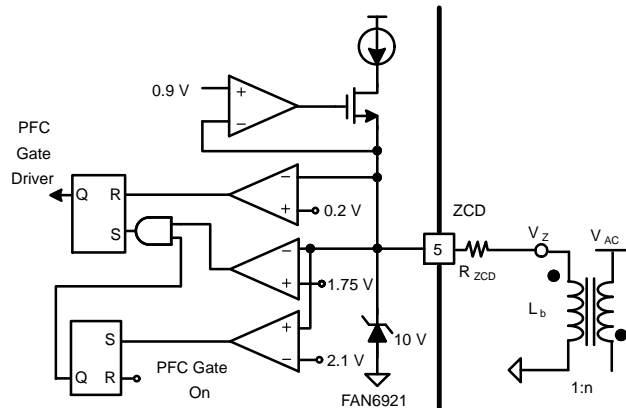 0.9 V
+
−
PFC
Gate
Driver
Q
R
S
−
+
0.2 V
ZCD
5
R ZCD
V Z
V AC
−
+
1.75 V
L b
S
Q
R
+
−
2.1 V
PFC Gate
On
10 V
FAN6921
1:n